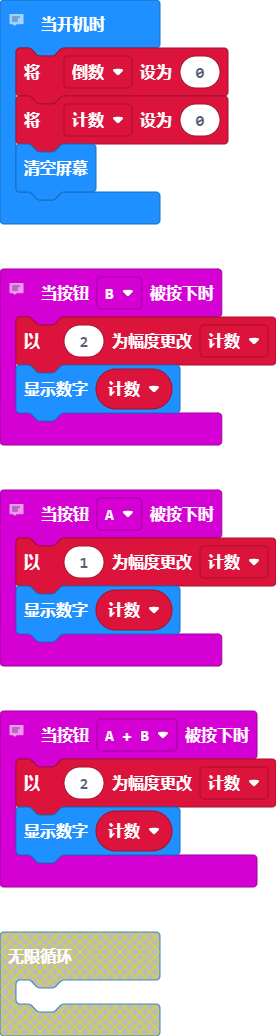 当开机时
将 倒数 设为 0
将 计数 设为 0
清空屏幕
当按钮 B 被按下时
以 2 为幅度更改 计数
显示数字 计数
当按钮 A 被按下时
以 1 为幅度更改 计数
显示数字 计数
当按钮 A + B 被按下时
以 2 为幅度更改 计数
显示数字 计数
无限循环